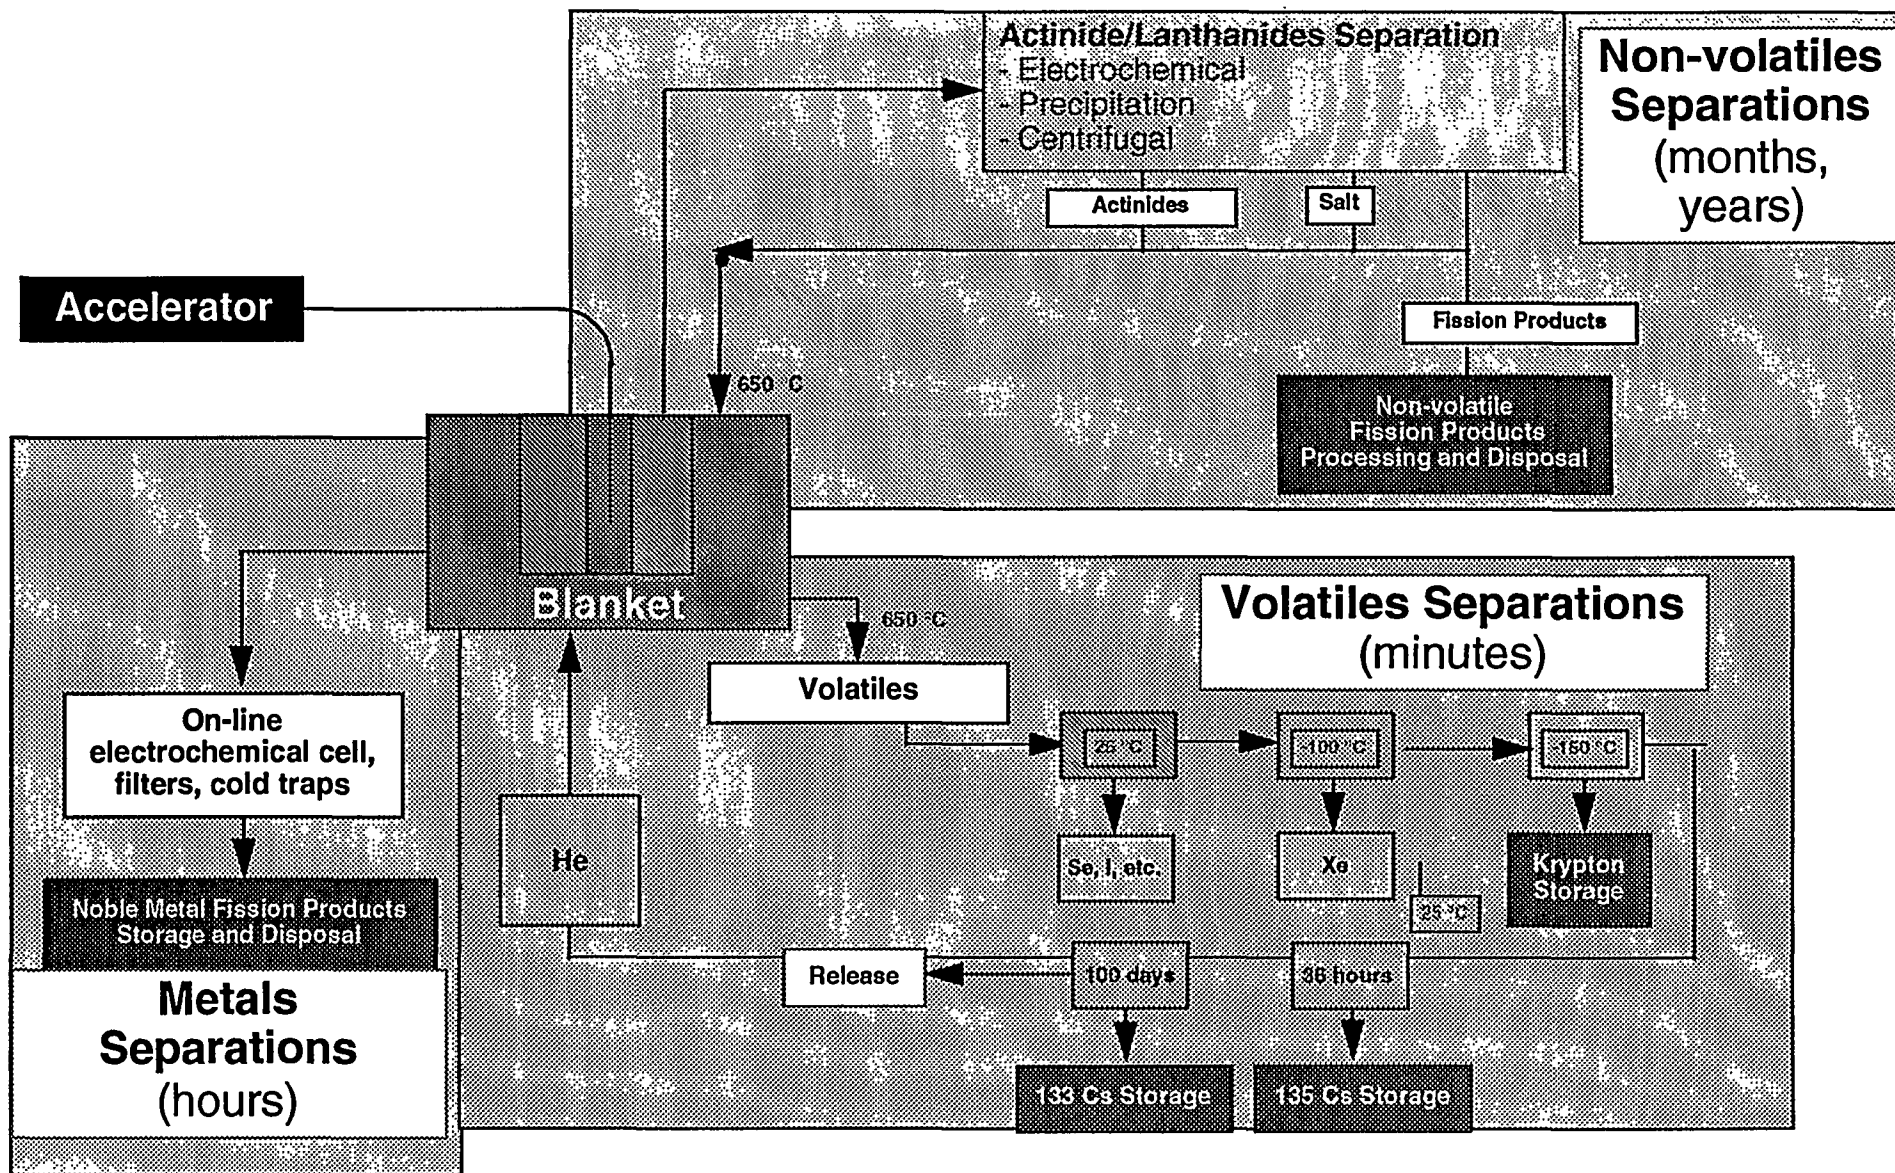 Actinide/Lanthanides Separation
- Electrochemical
- Precipitation
- Centrifugal
Non-volatiles
Separations
(months,
years)
Actinides
Salt
Accelerator
Fission Products
650 °C
Non-volatile
Fission Products
Processing and Disposal
Blanket
650 °C
Volatiles Separations
(minutes)
Volatiles
On-line
electrochemical cell,
filters, cold traps
25 °C
-100 °C
-150 °C
He
Se, I, etc.
Xe
Krypton
Storage
25 °C
Noble Metal Fission Products
Storage and Disposal
Release
100 days
36 hours
Metals
Separations
(hours)
133 Cs Storage
135 Cs Storage